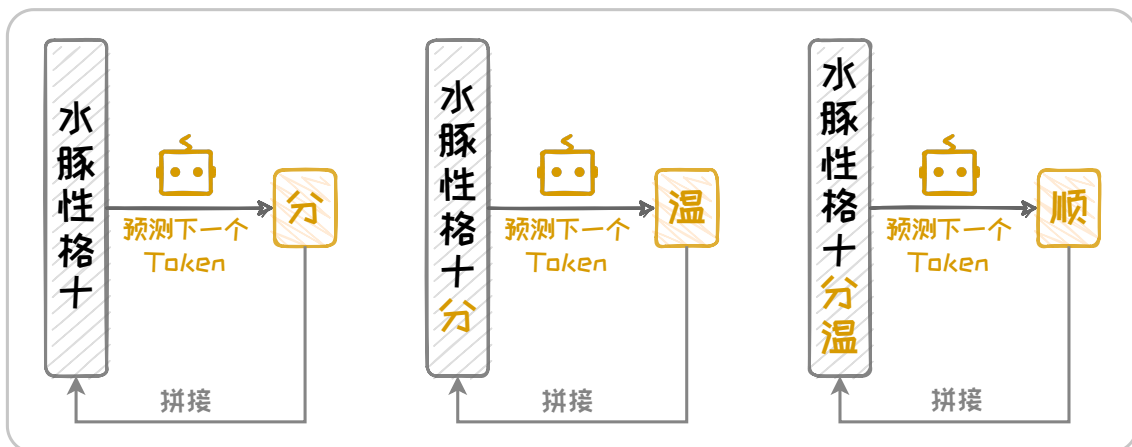 水豚性格十
预测下一个
Token
分
拼接
水豚性格十分
预测下一个
Token
温
拼接
水豚性格十分温
预测下一个
Token
顺
拼接